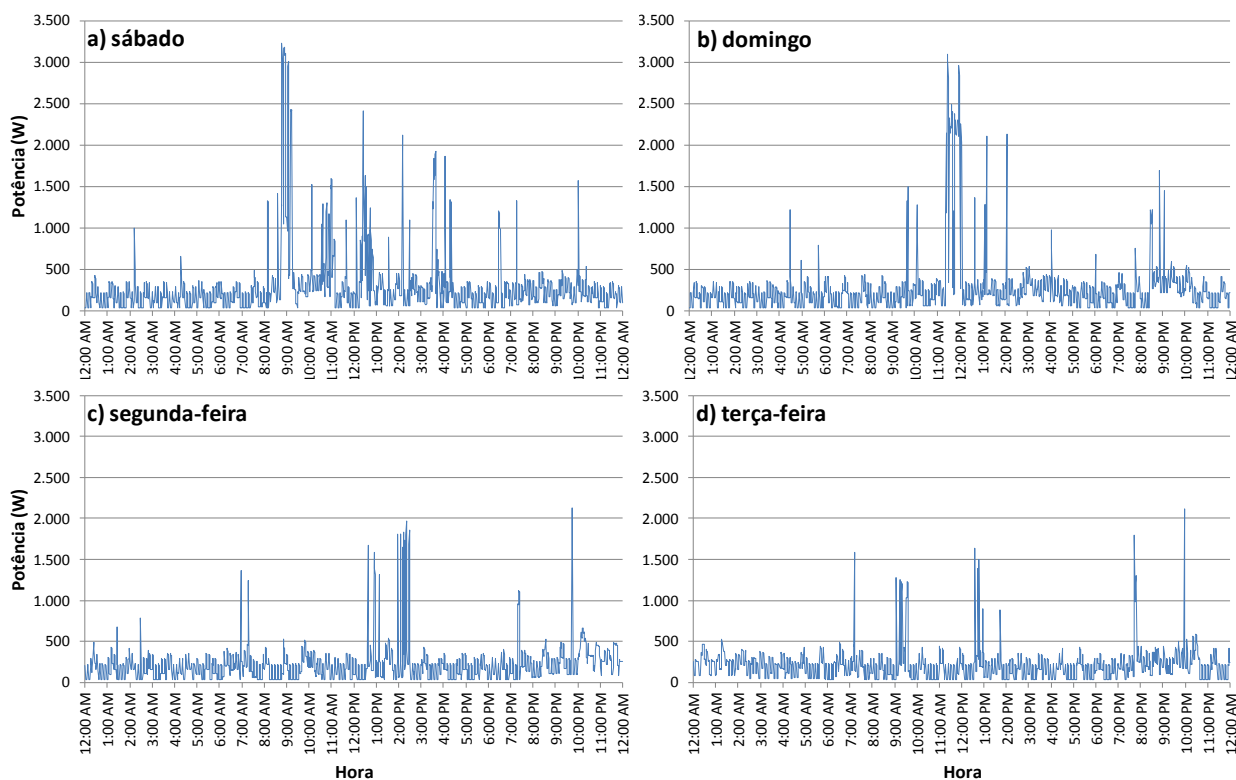 a) sábado
Potência (W)
3.500
3.000
2.500
2.000
1.500
1.000
500
0
12:00 AM 1:00 AM 2:00 AM 3:00 AM 4:00 AM 5:00 AM 6:00 AM 7:00 AM 8:00 AM 9:00 AM 10:00 AM 11:00 AM 12:00 PM 1:00 PM 2:00 PM 3:00 PM 4:00 PM 5:00 PM 6:00 PM 7:00 PM 8:00 PM 9:00 PM 10:00 PM 11:00 PM 12:00 AM
b) domingo
3.500
3.000
2.500
2.000
1.500
1.000
500
0
12:00 AM 1:00 AM 2:00 AM 3:00 AM 4:00 AM 5:00 AM 6:00 AM 7:00 AM 8:00 AM 9:00 AM 10:00 AM 11:00 AM 12:00 PM 1:00 PM 2:00 PM 3:00 PM 4:00 PM 5:00 PM 6:00 PM 7:00 PM 8:00 PM 9:00 PM 10:00 PM 11:00 PM 12:00 AM
c) segunda-feira
Potência (W)
3.500
3.000
2.500
2.000
1.500
1.000
500
0
12:00 AM 1:00 AM 2:00 AM 3:00 AM 4:00 AM 5:00 AM 6:00 AM 7:00 AM 8:00 AM 9:00 AM 10:00 AM 11:00 AM 12:00 PM 1:00 PM 2:00 PM 3:00 PM 4:00 PM 5:00 PM 6:00 PM 7:00 PM 8:00 PM 9:00 PM 10:00 PM 11:00 PM 12:00 AM
Hora
d) terça-feira
3.500
3.000
2.500
2.000
1.500
1.000
500
0
12:00 AM 1:00 AM 2:00 AM 3:00 AM 4:00 AM 5:00 AM 6:00 AM 7:00 AM 8:00 AM 9:00 AM 10:00 AM 11:00 AM 12:00 PM 1:00 PM 2:00 PM 3:00 PM 4:00 PM 5:00 PM 6:00 PM 7:00 PM 8:00 PM 9:00 PM 10:00 PM 11:00 PM 12:00 AM
Hora